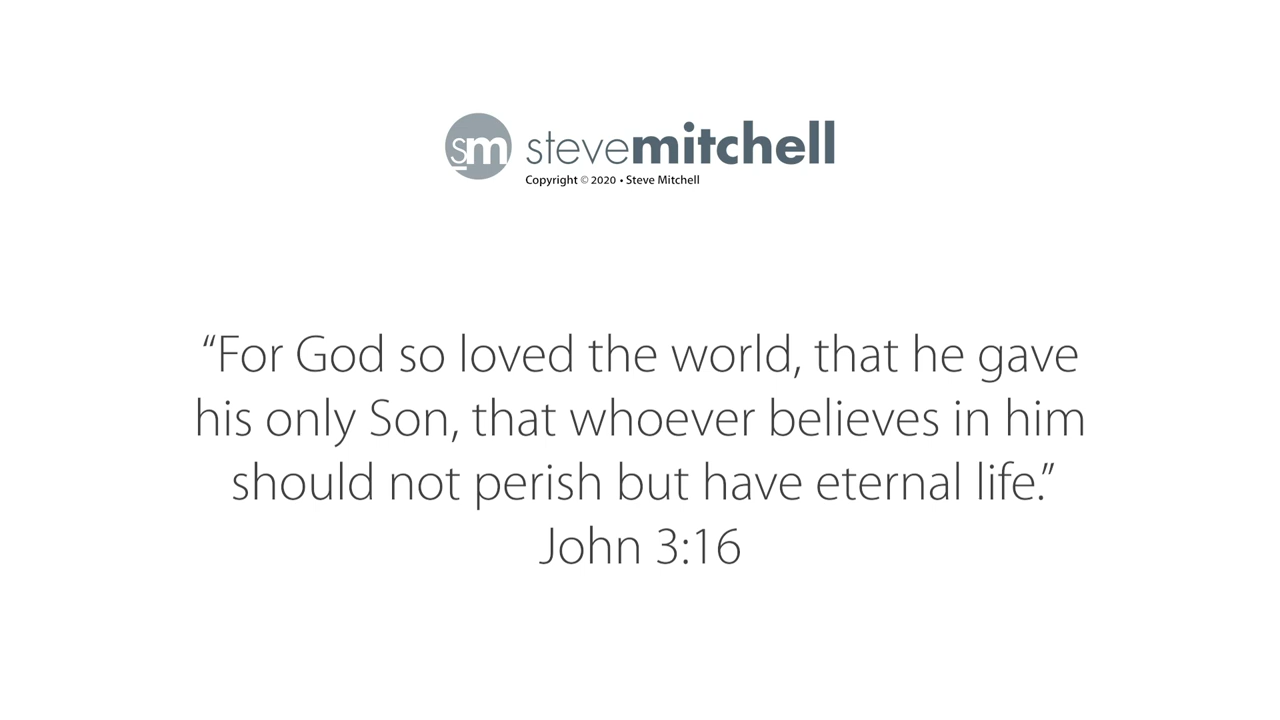 sm stevemitchell
Copyright © 2020 • Steve Mitchell
“For God so loved the world, that he gave
his only Son, that whoever believes in him
should not perish but have eternal life.”
John 3:16